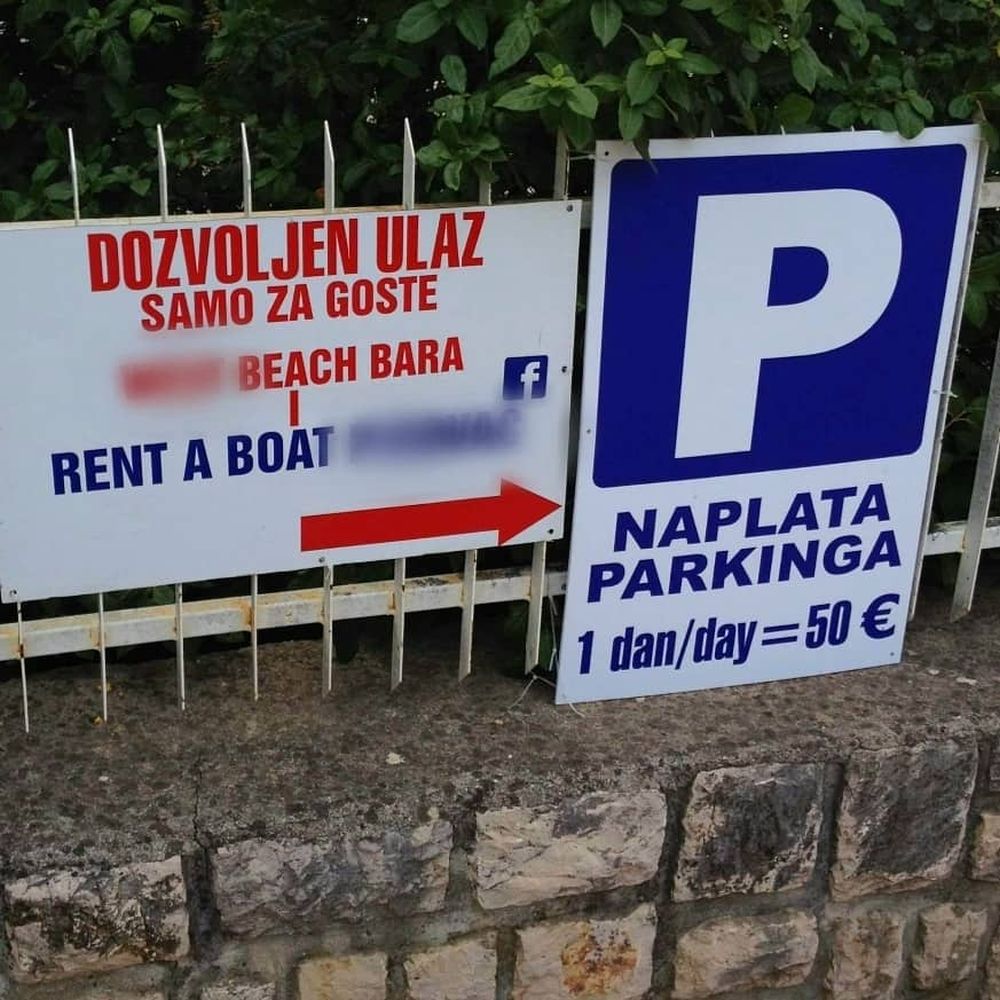 DOZVOLJEN ULAZ
SAMO ZA GOSTE
BEACH BARA
I
RENT A BOAT
f
P
NAPLATA
PARKINGA
1 dan/day=50 €